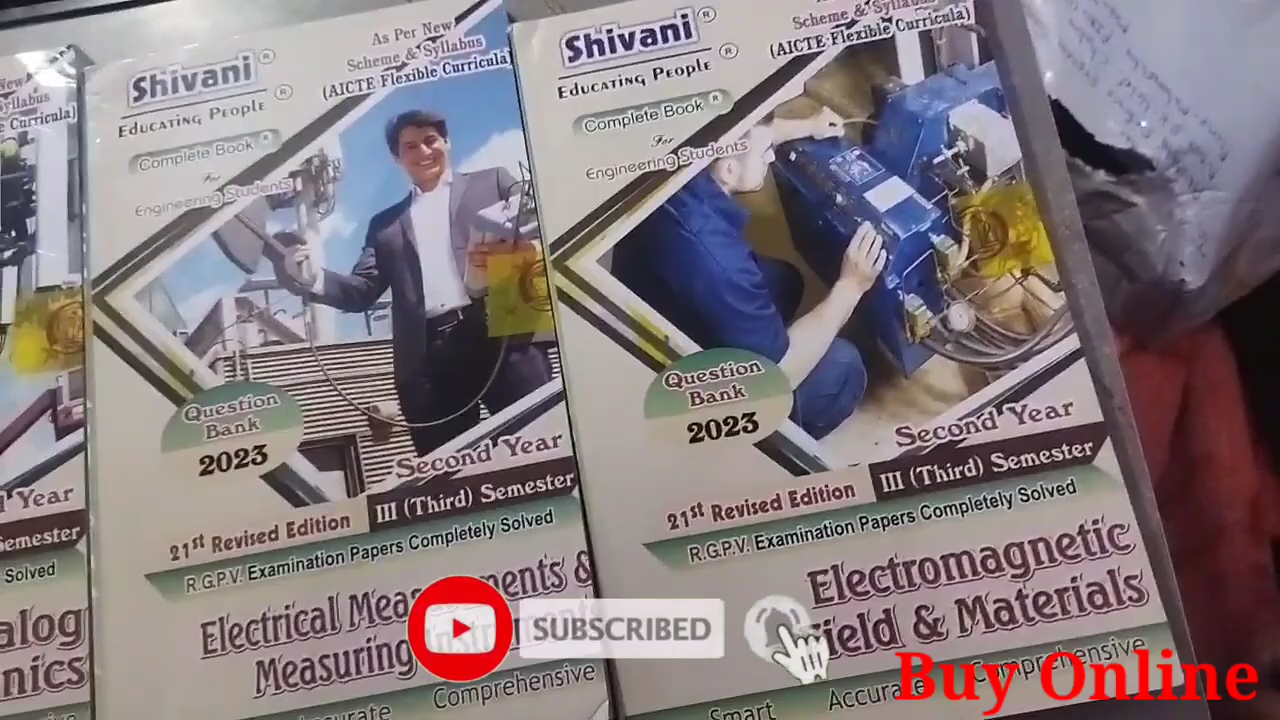 New
Syllabus
Curricula)
Year
Semester
Solved
alog
nics
Shivani ®
Educating People ®
Complete Book ®
For
Engineering Students
As Per New
Scheme & Syllabus
(AICTE Flexible Curricula)
Question
Bank
2023
Second Year
III (Third) Semester
21st Revised Edition
R.G.P.V. Examination Papers Completely Solved
Electrical &
Measuring
Comprehensive
Shivani ®
Educating People ®
Complete Book ®
For
Engineering Students
Scheme & Syllabus
(AICTE Flexible Curricula)
Question
Bank
2023
Second Year
III (Third) Semester
21st Revised Edition
R.G.P.V. Examination Papers Completely Solved
Electromagnetic
Field & Materials
Smart Accurate Comprehensive
SUBSCRIBED
Buy Online